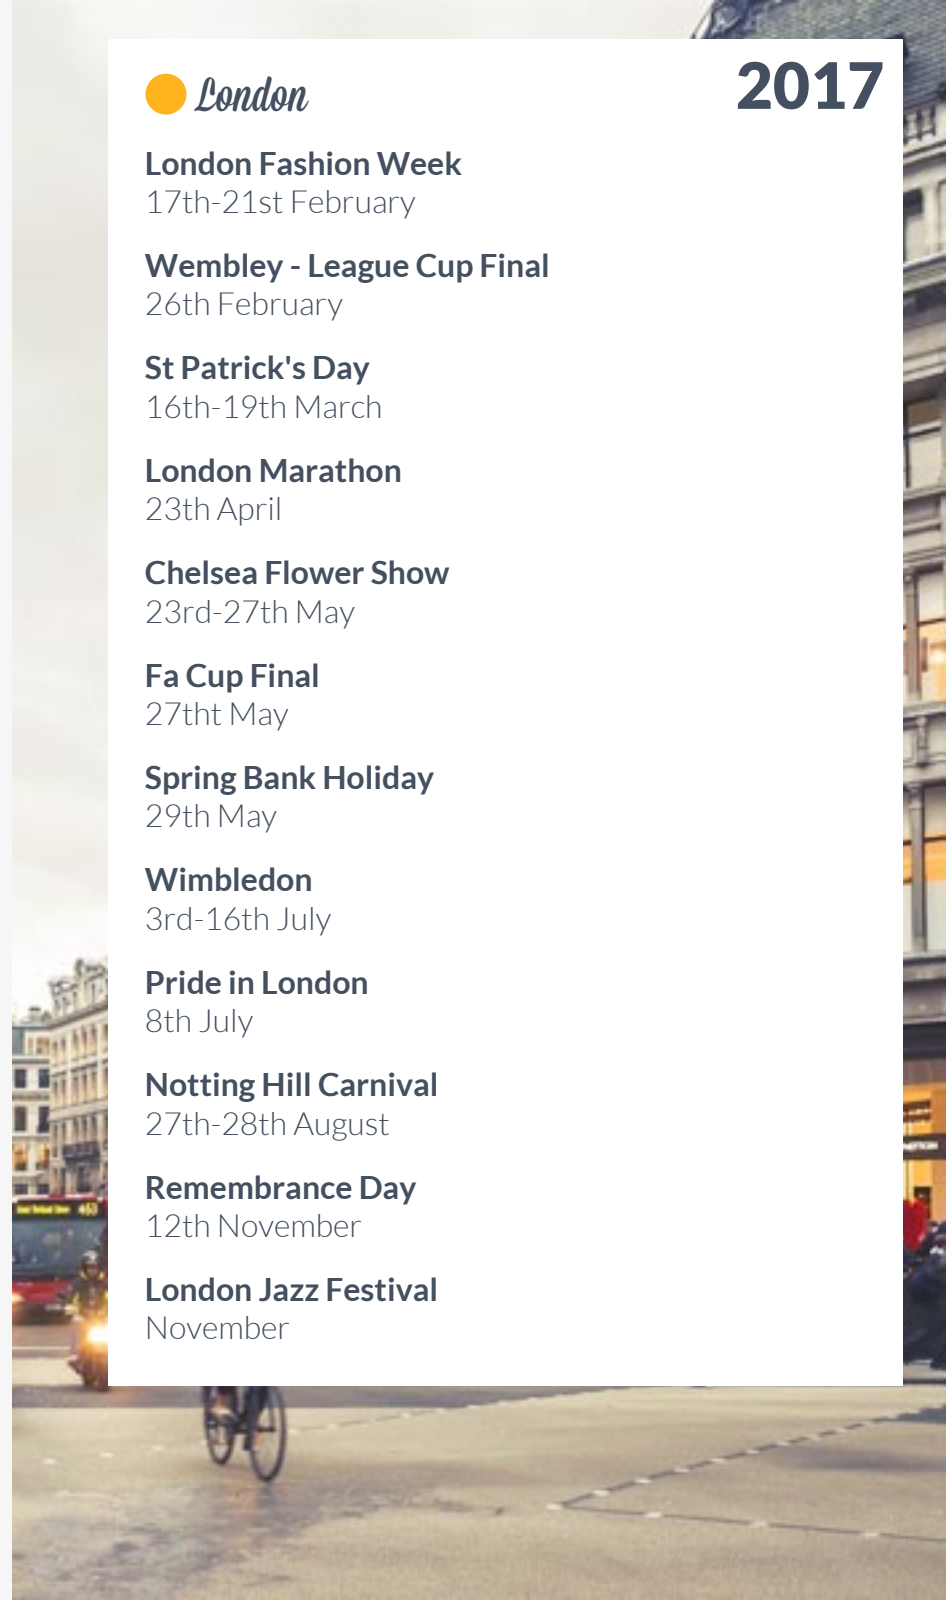 London
2017
London Fashion Week
17th-21st February
Wembley - League Cup Final
26th February
St Patrick's Day
16th-19th March
London Marathon
23th April
Chelsea Flower Show
23rd-27th May
Fa Cup Final
27tht May
Spring Bank Holiday
29th May
Wimbledon
3rd-16th July
Pride in London
8th July
Notting Hill Carnival
27th-28th August
Remembrance Day
12th November
London Jazz Festival
November
453